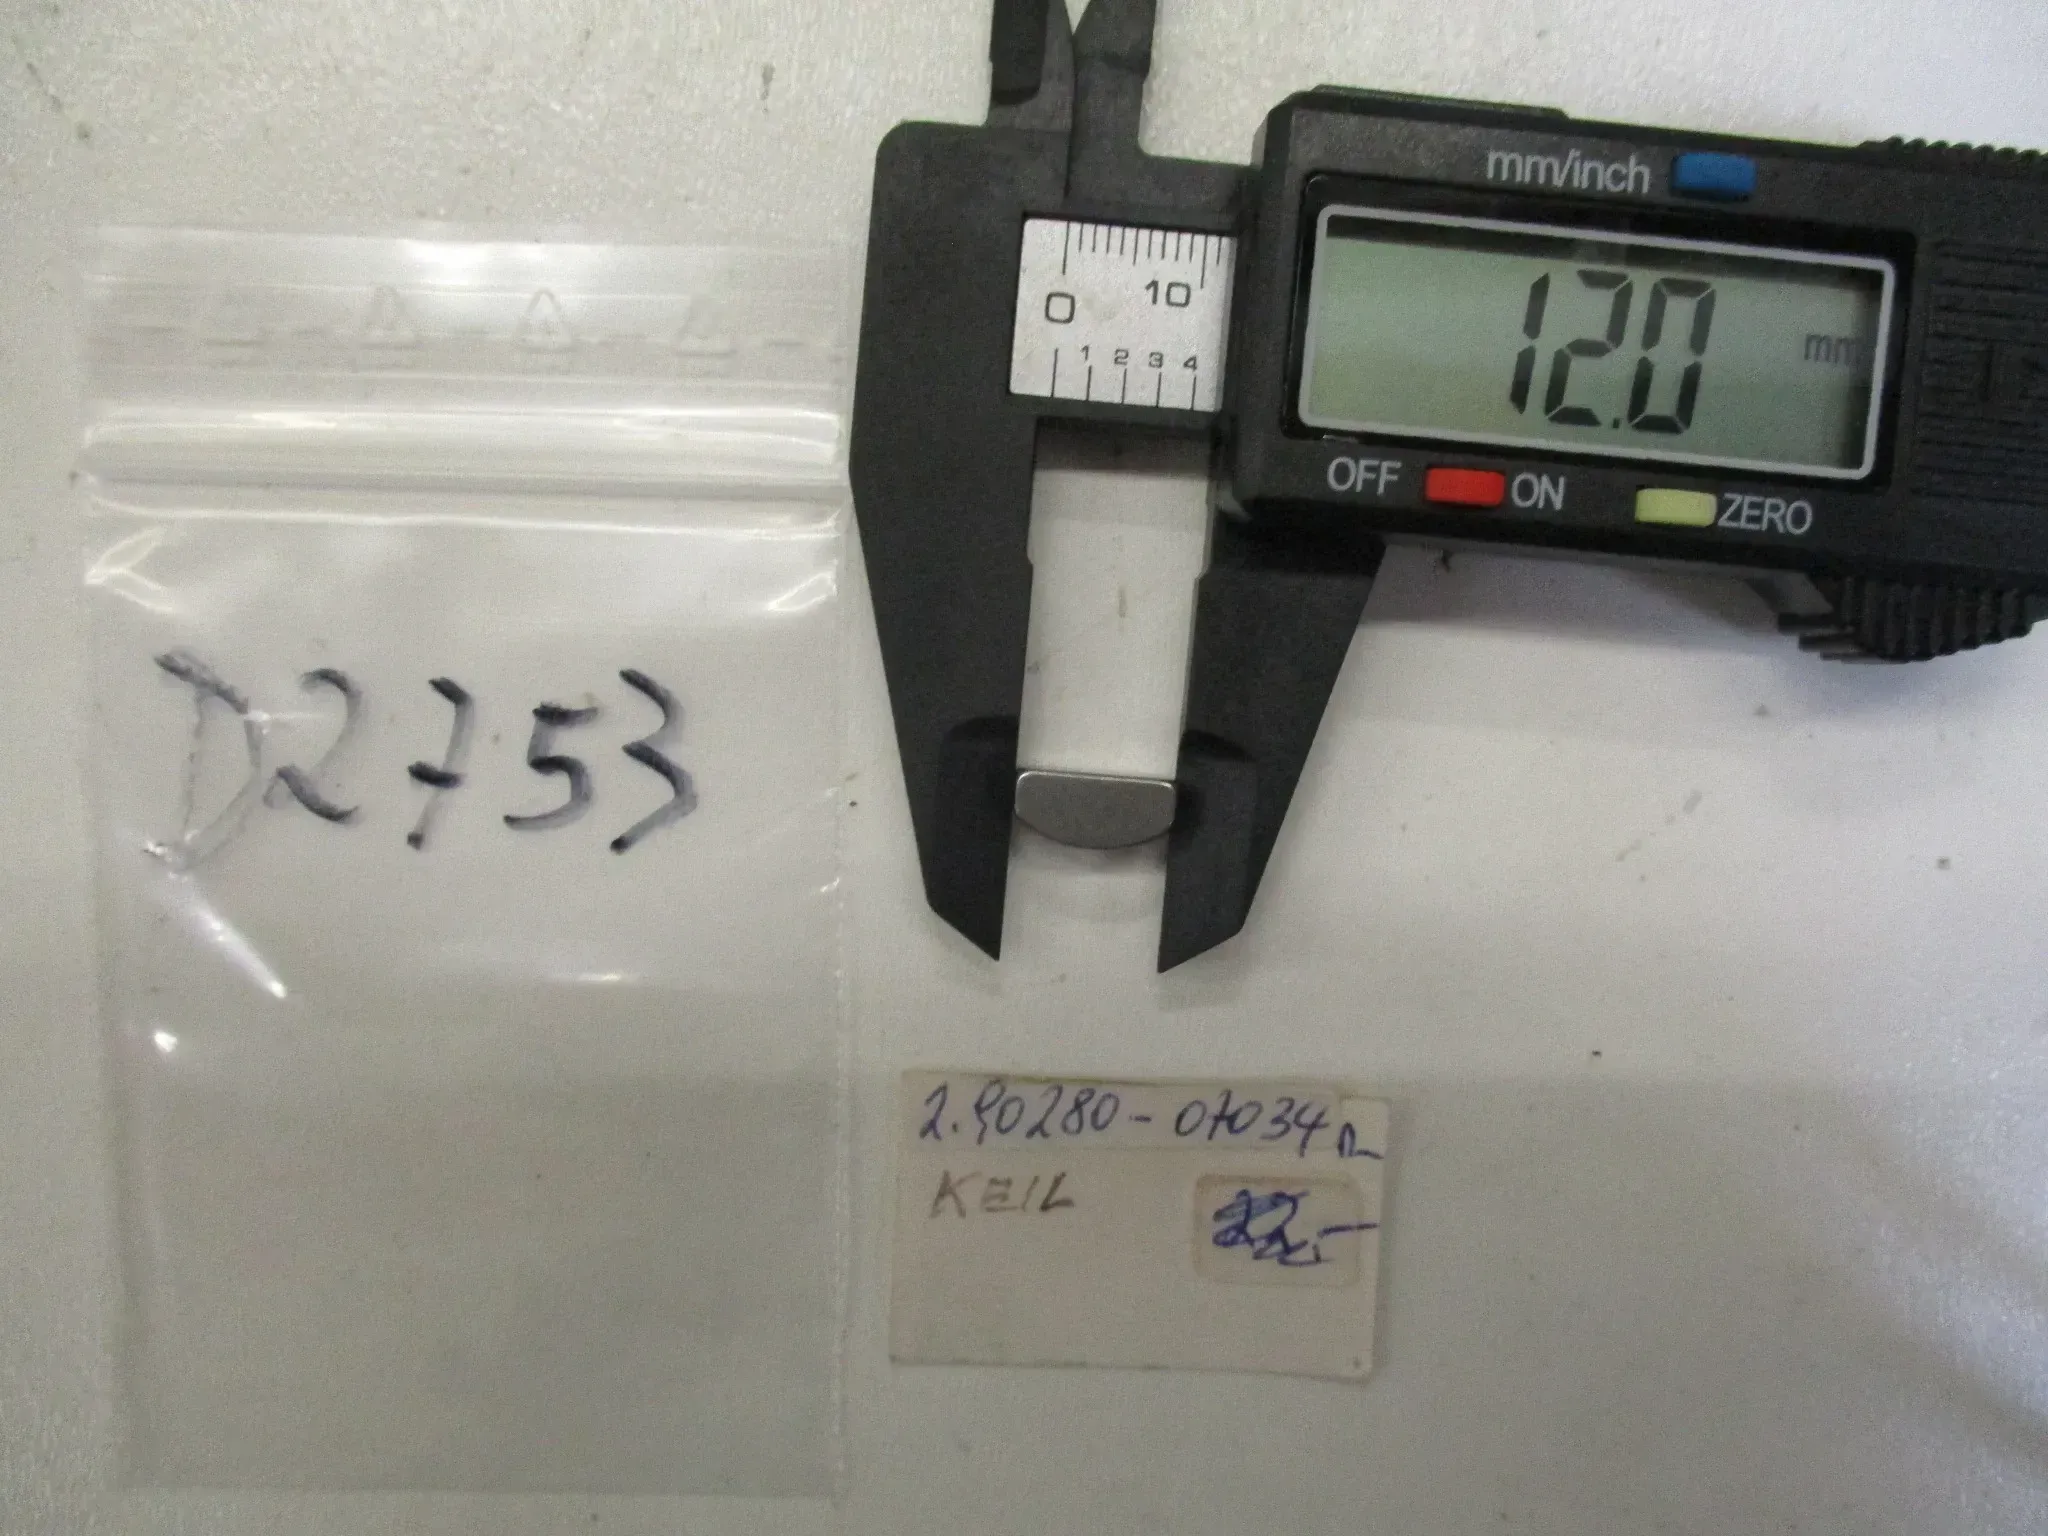 D2753
mm/inch
12.0 mm
OFF ON ZERO
0 10
1 2 3 4
2.90280-07034
KEIL